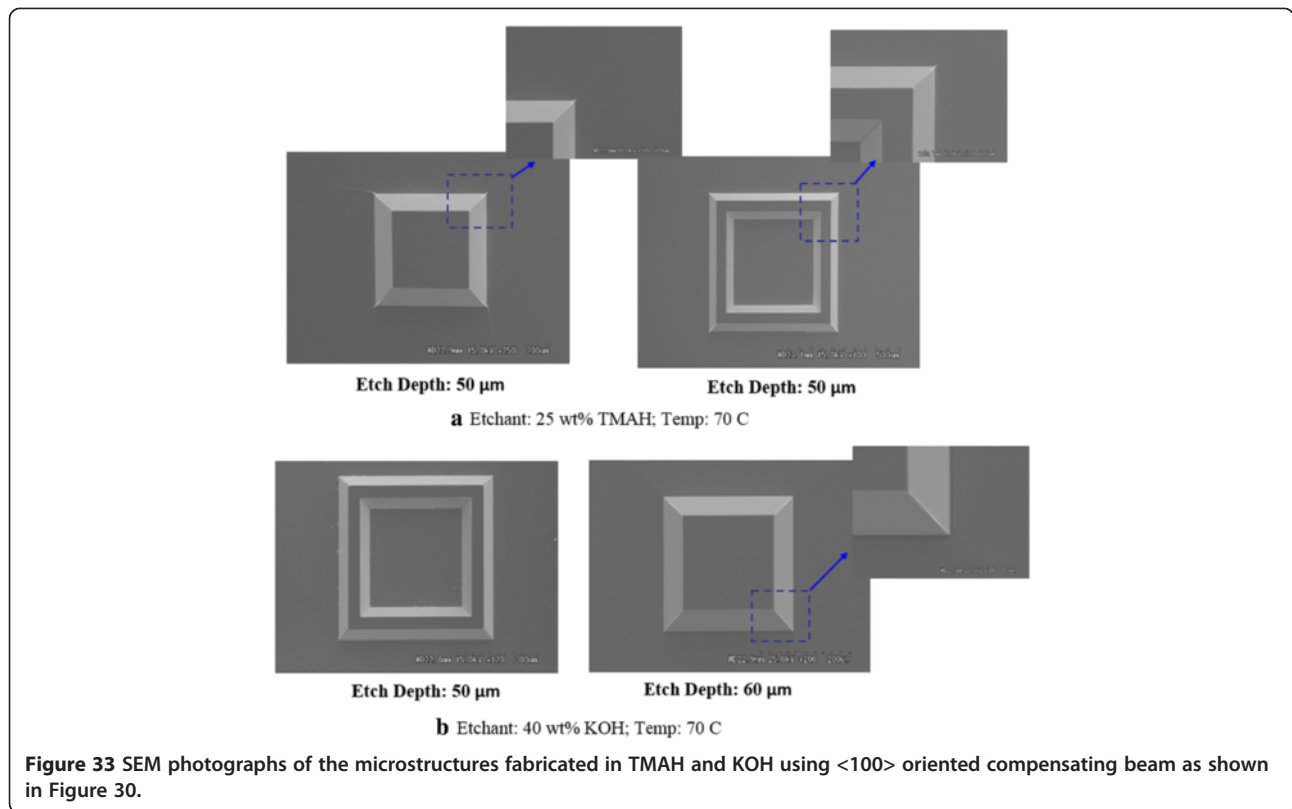 Etch Depth: 50 μm
Etch Depth: 50 μm
a Etchant: 25 wt% TMAH; Temp: 70 C
Etch Depth: 50 μm
Etch Depth: 60 μm
b Etchant: 40 wt% KOH; Temp: 70 C
Figure 33 SEM photographs of the microstructures fabricated in TMAH and KOH using <100> oriented compensating beam as shown
in Figure 30.